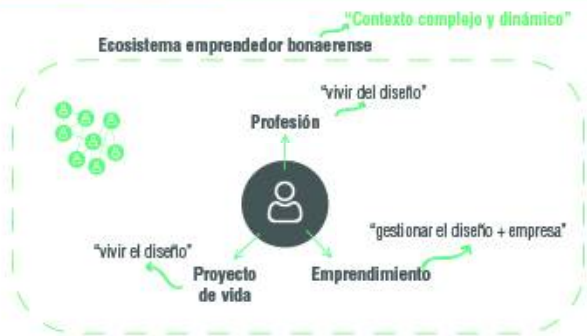 “Contexto complejo y dinámico”
Ecosistema emprendedor bonaerense
“vivir del diseño”
Profesión
“gestionar el diseño + empresa”
“vivir el diseño”
Proyecto
de vida
Emprendimiento